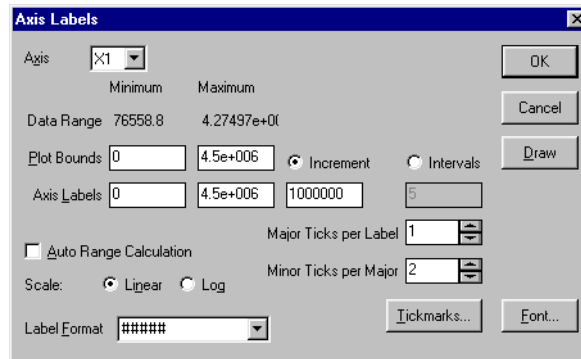 Axis Labels
Axis X1 OK
Minimum Maximum
Data Range 76558.8 4.27497e+00 Cancel
Plot Bounds 0 4.5e+006 Increment Intervals Draw
Axis Labels 0 4.5e+006 1000000 5
Major Ticks per Label 1
Auto Range Calculation
Minor Ticks per Major 2
Scale: Linear Log
Label Format ##### Tickmarks... Font...